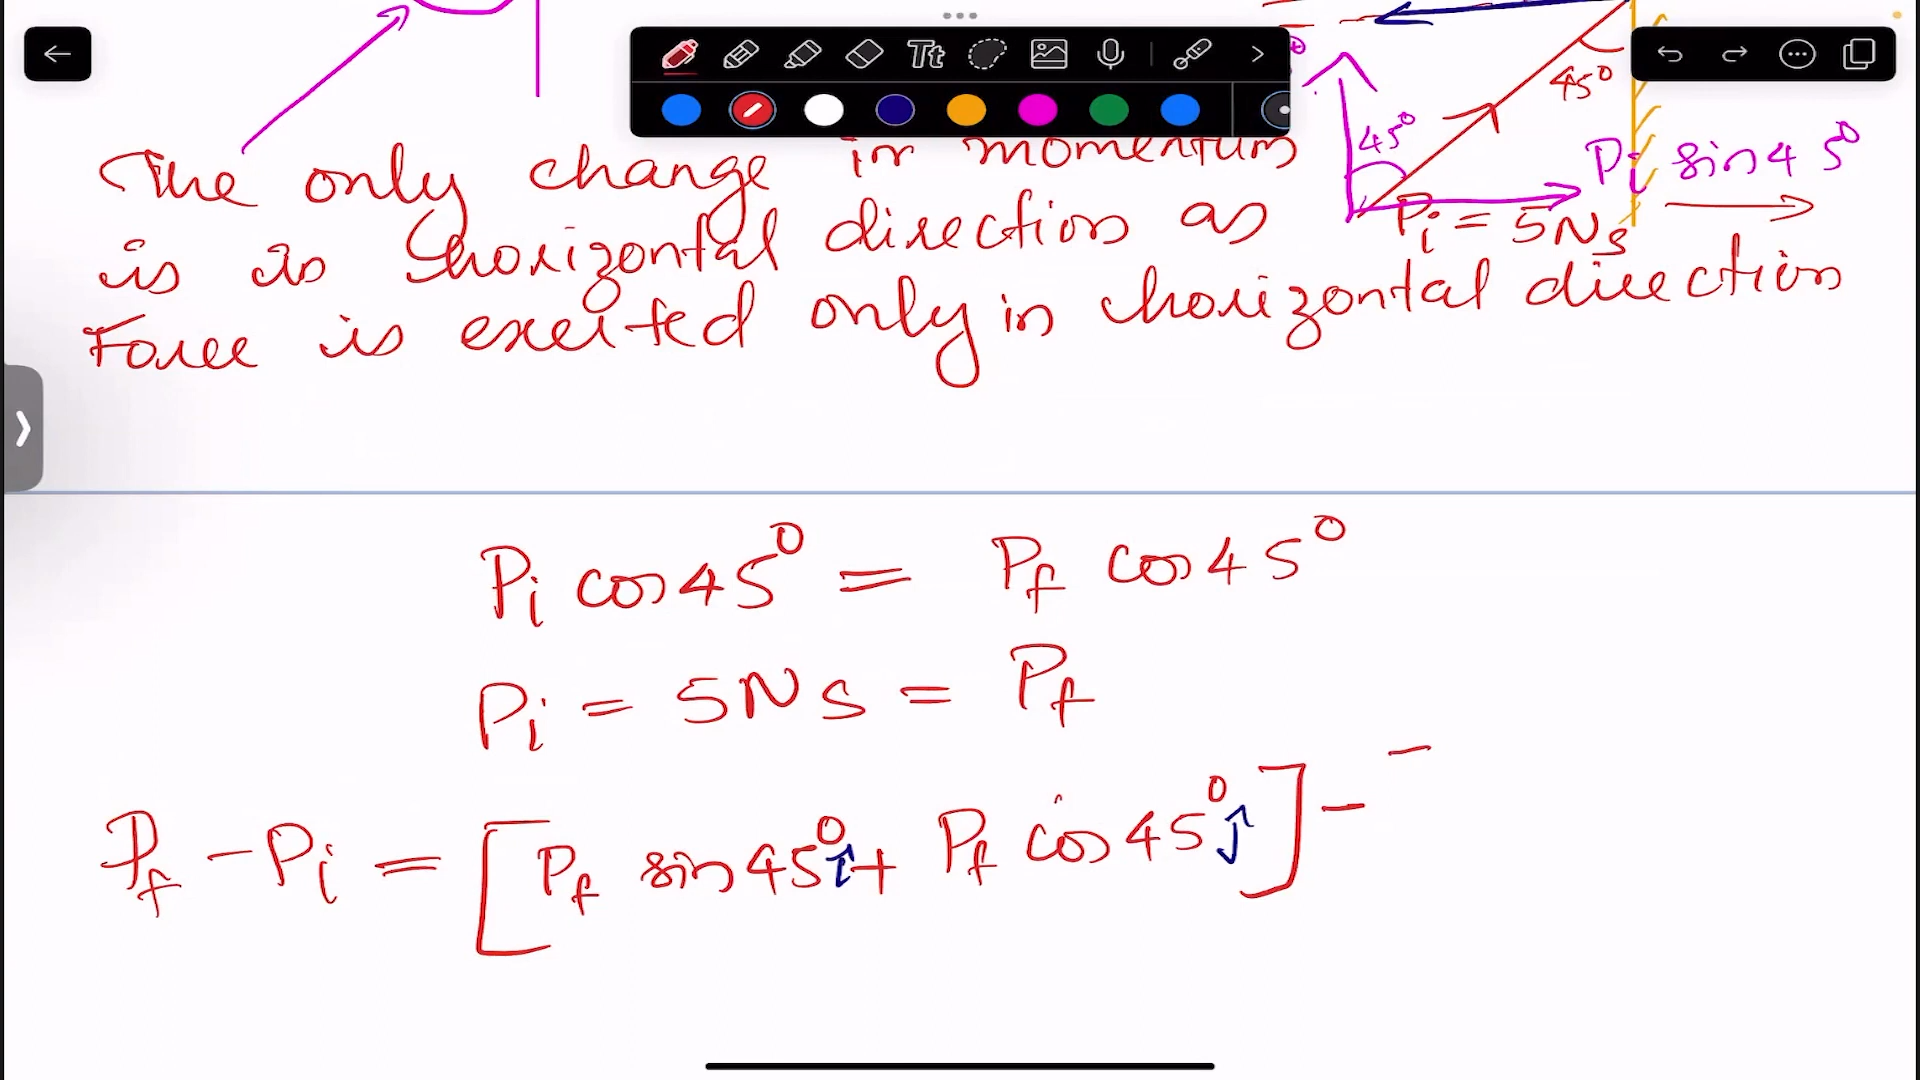 Tt
45°
45°
Pi sin 45°
Pi = 5Ns
The only change in momentum
is in horizontal direction as
Force is exerted only in horizontal direction
Pi cos 45° = Pf cos 45°
Pi = 5Ns = Pf
Pf - Pi = [Pf sin 45° î + Pf cos 45° ĵ] -